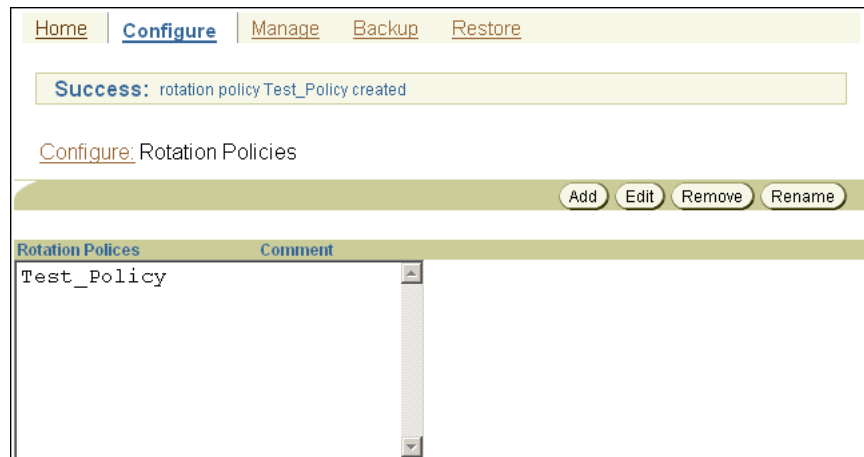 Home Configure Manage Backup Restore
Success: rotation policy Test_Policy created
Configure: Rotation Policies
Add Edit Remove Rename
Rotation Polices Comment
Test_Policy